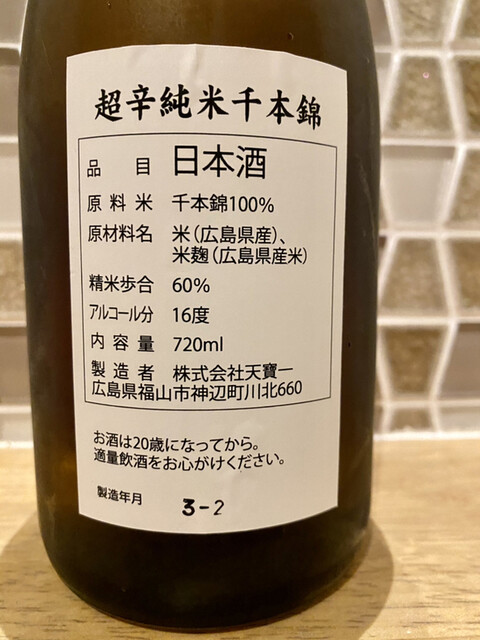 超辛純米千本錦
品目 日本酒
原料米 千本錦100%
原材料名 米(広島県産)、
米麹(広島県産米)
精米歩合 60%
アルコール分 16度
内容量 720ml
製造者 株式会社天寶一
広島県福山市神辺町川北660
お酒は20歳になってから。
適量飲酒をお心がけください。
製造年月 3-2